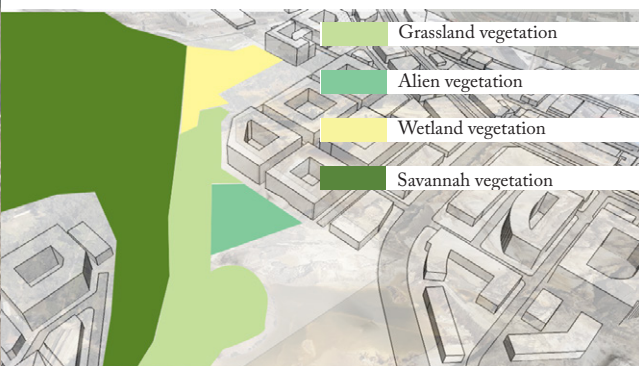 Grassland vegetation
Alien vegetation
Wetland vegetation
Savannah vegetation